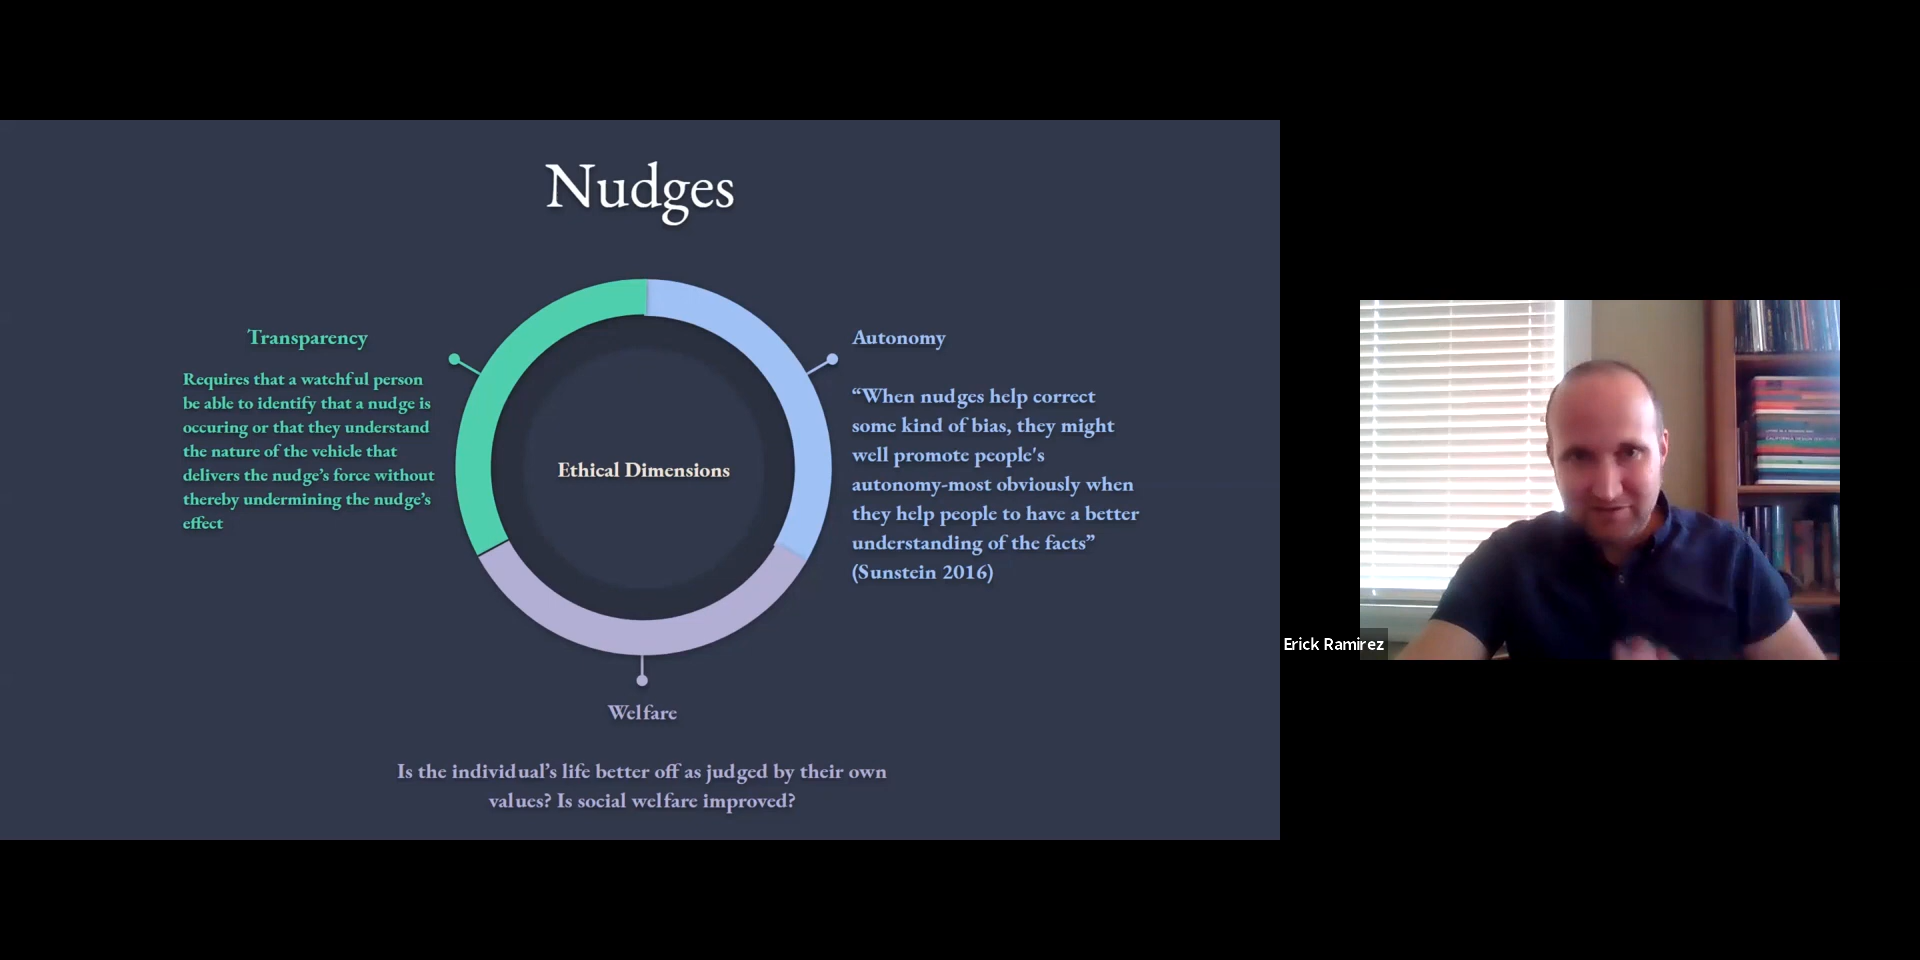 Nudges
Transparency
Requires that a watchful person
be able to identify that a nudge is
occuring or that they understand
the nature of the vehicle that
delivers the nudge’s force without
thereby undermining the nudge’s
effect
Ethical Dimensions
Autonomy
“When nudges help correct
some kind of bias, they might
well promote people's
autonomy-most obviously when
they help people to have a better
understanding of the facts”
(Sunstein 2016)
Welfare
Is the individual’s life better off as judged by their own
values? Is social welfare improved?
Erick Ramirez